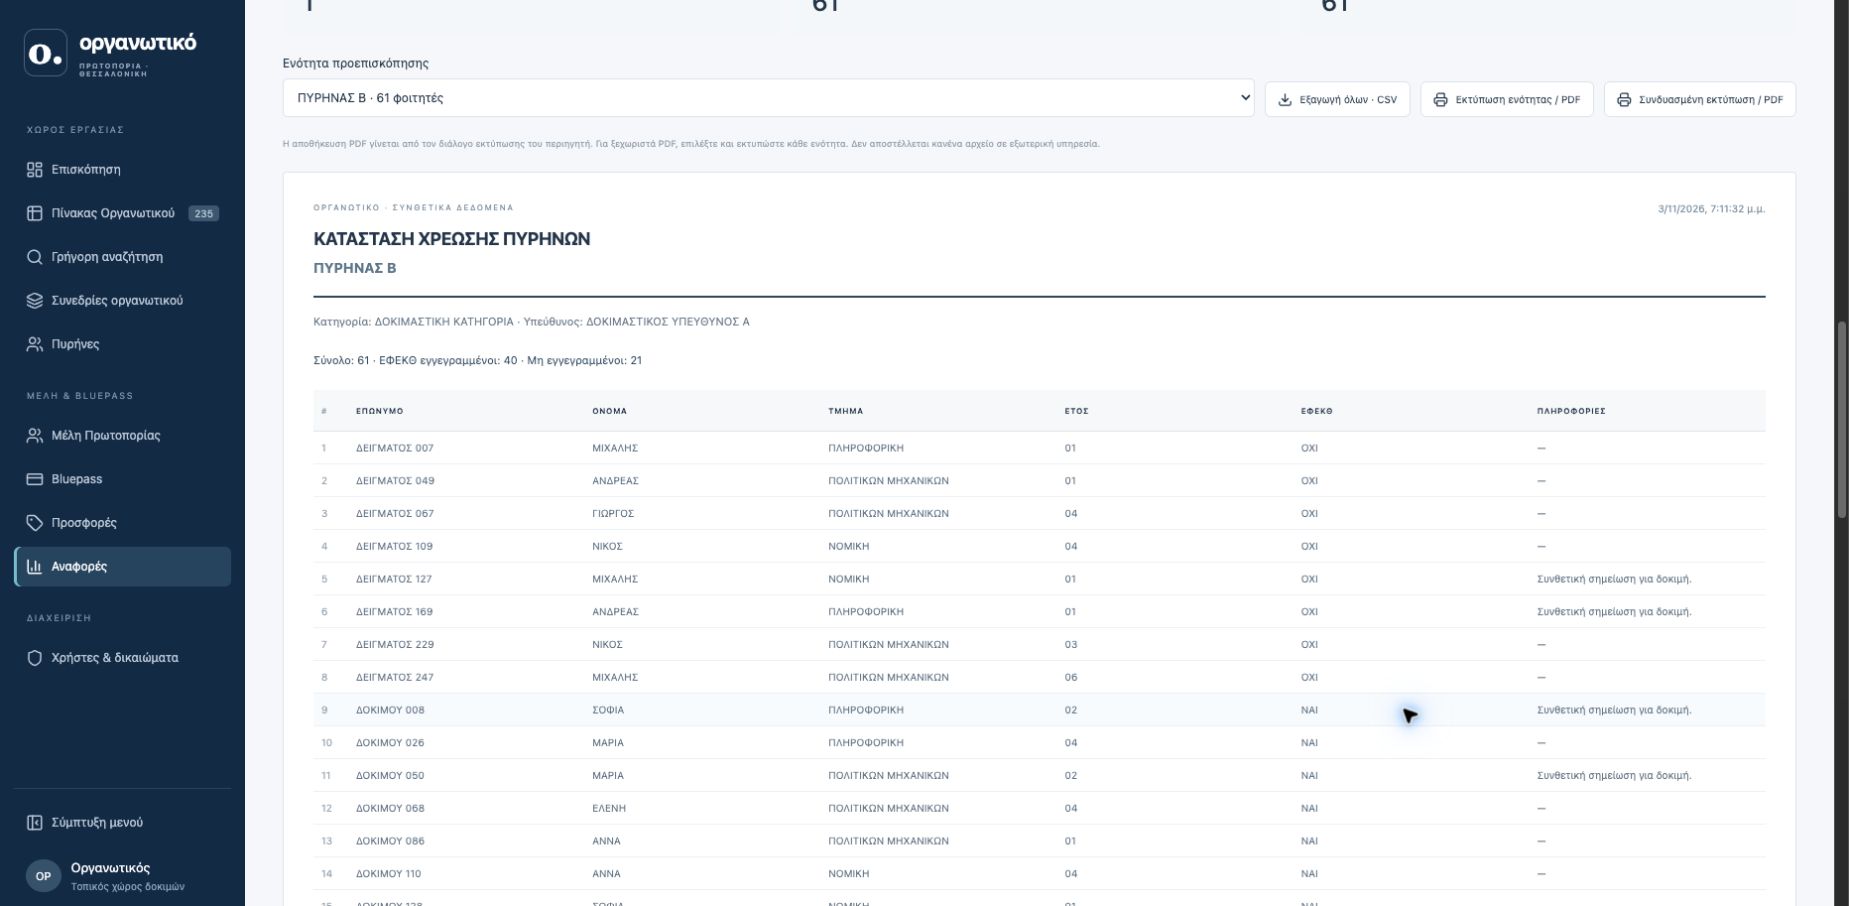 ο.
οργανωτικό
ΠΡΩΤΟΠΟΡΙΑ ·
ΘΕΣΣΑΛΟΝΙΚΗ
ΧΩΡΟΣ ΕΡΓΑΣΙΑΣ
Επισκόπηση
Πίνακας Οργανωτικού 235
Γρήγορη αναζήτηση
Συνεδρίες οργανωτικού
Πυρήνες
ΜΕΛΗ & BLUEPASS
Μέλη Πρωτοπορίας
Bluepass
Προσφορές
Αναφορές
ΔΙΑΧΕΙΡΙΣΗ
Χρήστες & δικαιώματα
Σύμπτυξη μενού
OP
Οργανωτικός
Τοπικός χώρος δοκιμών
1 61 61
Ενότητα προεπισκόπησης
ΠΥΡΗΝΑΣ Β · 61 φοιτητές
Εξαγωγή όλων · CSV
Εκτύπωση ενότητας / PDF
Συνδυασμένη εκτύπωση / PDF
Η αποθήκευση PDF γίνεται από τον διάλογο εκτύπωσης του περιηγητή. Για ξεχωριστά PDF, επιλέξτε και εκτυπώστε κάθε ενότητα. Δεν αποστέλλεται κανένα αρχείο σε εξωτερική υπηρεσία.
ΟΡΓΑΝΩΤΙΚΟ · ΣΥΝΘΕΤΙΚΑ ΔΕΔΟΜΕΝΑ
3/11/2026, 7:11:32 μ.μ.
ΚΑΤΑΣΤΑΣΗ ΧΡΕΩΣΗΣ ΠΥΡΗΝΩΝ
ΠΥΡΗΝΑΣ Β
Κατηγορία: ΔΟΚΙΜΑΣΤΙΚΗ ΚΑΤΗΓΟΡΙΑ · Υπεύθυνος: ΔΟΚΙΜΑΣΤΙΚΟΣ ΥΠΕΥΘΥΝΟΣ Α
Σύνολο: 61 · ΕΦΕΚΘ εγγεγραμμένοι: 40 · Μη εγγεγραμμένοι: 21
# ΕΠΩΝΥΜΟ ΟΝΟΜΑ ΤΜΗΜΑ ΕΤΟΣ ΕΦΕΚΘ ΠΛΗΡΟΦΟΡΙΕΣ
1 ΔΕΙΓΜΑΤΟΣ 007 ΜΙΧΑΛΗΣ ΠΛΗΡΟΦΟΡΙΚΗ 01 ΟΧΙ —
2 ΔΕΙΓΜΑΤΟΣ 049 ΑΝΔΡΕΑΣ ΠΟΛΙΤΙΚΩΝ ΜΗΧΑΝΙΚΩΝ 01 ΟΧΙ —
3 ΔΕΙΓΜΑΤΟΣ 067 ΓΙΩΡΓΟΣ ΠΟΛΙΤΙΚΩΝ ΜΗΧΑΝΙΚΩΝ 04 ΟΧΙ —
4 ΔΕΙΓΜΑΤΟΣ 109 ΝΙΚΟΣ ΝΟΜΙΚΗ 04 ΟΧΙ —
5 ΔΕΙΓΜΑΤΟΣ 127 ΜΙΧΑΛΗΣ ΝΟΜΙΚΗ 01 ΟΧΙ Συνθετική σημείωση για δοκιμή.
6 ΔΕΙΓΜΑΤΟΣ 169 ΑΝΔΡΕΑΣ ΠΛΗΡΟΦΟΡΙΚΗ 01 ΟΧΙ Συνθετική σημείωση για δοκιμή.
7 ΔΕΙΓΜΑΤΟΣ 229 ΝΙΚΟΣ ΠΟΛΙΤΙΚΩΝ ΜΗΧΑΝΙΚΩΝ 03 ΟΧΙ —
8 ΔΕΙΓΜΑΤΟΣ 247 ΜΙΧΑΛΗΣ ΠΟΛΙΤΙΚΩΝ ΜΗΧΑΝΙΚΩΝ 06 ΟΧΙ —
9 ΔΟΚΙΜΟΥ 008 ΣΟΦΙΑ ΠΛΗΡΟΦΟΡΙΚΗ 02 ΝΑΙ Συνθετική σημείωση για δοκιμή.
10 ΔΟΚΙΜΟΥ 026 ΜΑΡΙΑ ΠΛΗΡΟΦΟΡΙΚΗ 04 ΝΑΙ —
11 ΔΟΚΙΜΟΥ 050 ΜΑΡΙΑ ΠΟΛΙΤΙΚΩΝ ΜΗΧΑΝΙΚΩΝ 02 ΝΑΙ Συνθετική σημείωση για δοκιμή.
12 ΔΟΚΙΜΟΥ 068 ΕΛΕΝΗ ΠΟΛΙΤΙΚΩΝ ΜΗΧΑΝΙΚΩΝ 04 ΝΑΙ —
13 ΔΟΚΙΜΟΥ 086 ΑΝΝΑ ΠΟΛΙΤΙΚΩΝ ΜΗΧΑΝΙΚΩΝ 01 ΝΑΙ —
14 ΔΟΚΙΜΟΥ 110 ΑΝΝΑ ΝΟΜΙΚΗ 04 ΝΑΙ —
15 ΔΟΚΙΜΟΥ 128 ΣΟΦΙΑ ΝΟΜΙΚΗ 01 ΝΑΙ